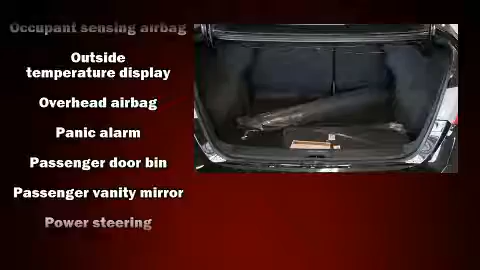 Occupant sensing airbag
Outside
temperature display
Overhead airbag
Panic alarm
Passenger door bin
Passenger vanity mirror
Power steering